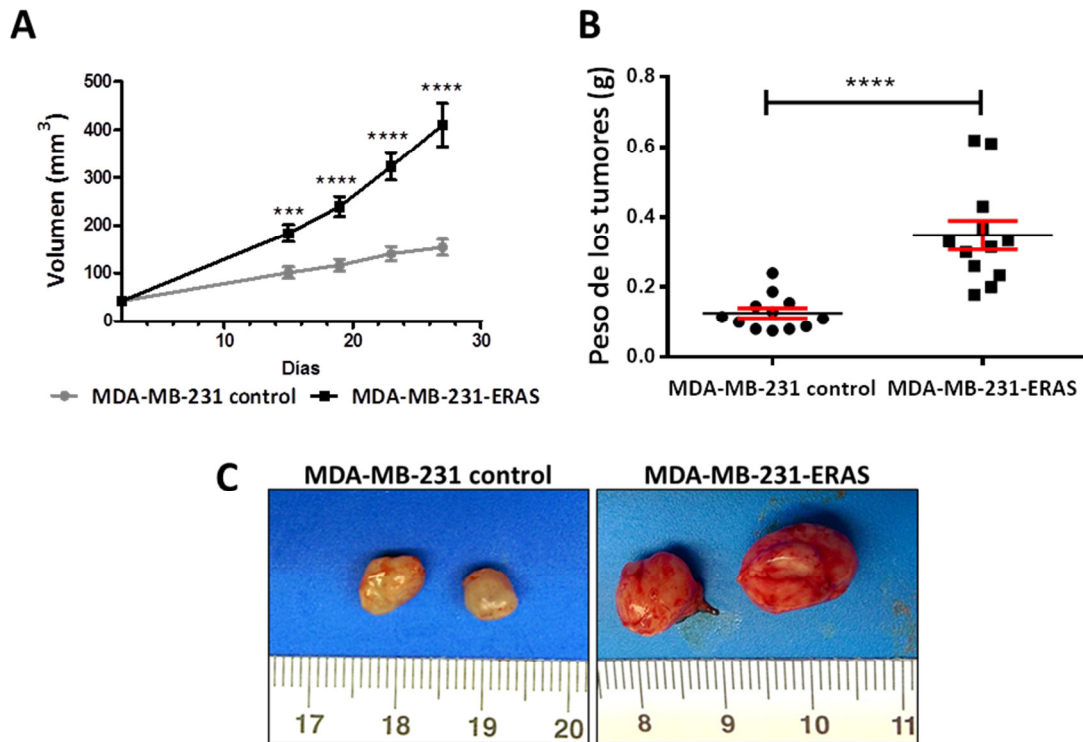 A
Volumen (mm3)
500
400
300
200
100
0
***
****
****
****
10
20
30
Días
MDA-MB-231 control
MDA-MB-231-ERAS
B
Peso de los tumores (g)
0.8
0.6
0.4
0.2
0.0
****
MDA-MB-231 control
MDA-MB-231-ERAS
C
MDA-MB-231 control
MDA-MB-231-ERAS
17 18 19 20
8 9 10 11